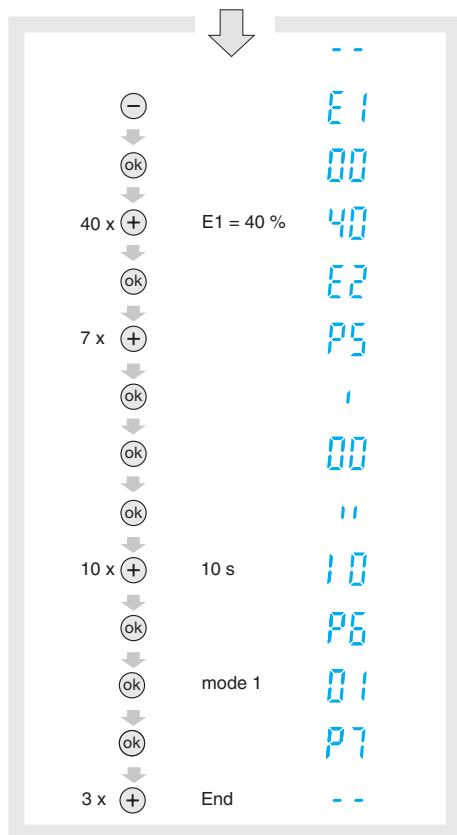 - -
− E1
ok 00
40 x + E1 = 40 % 40
ok E2
7 x + P5
ok ı
ok 00
ok ıı
10 x + 10 s 10
ok P6
ok mode 1 01
ok P7
3 x + End - -